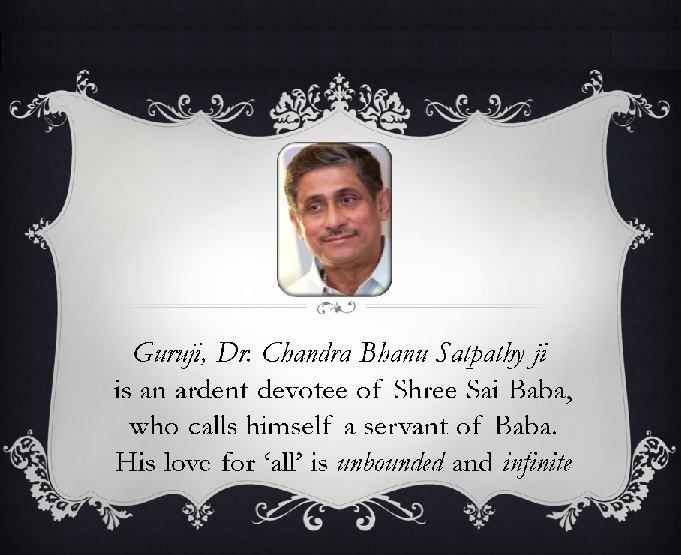 Guruji, Dr. Chandra Bhanu Satpathy ji
is an ardent devotee of Shree Sai Baba,
who calls himself a servant of Baba.
His love for ‘all’ is unbounded and infinite